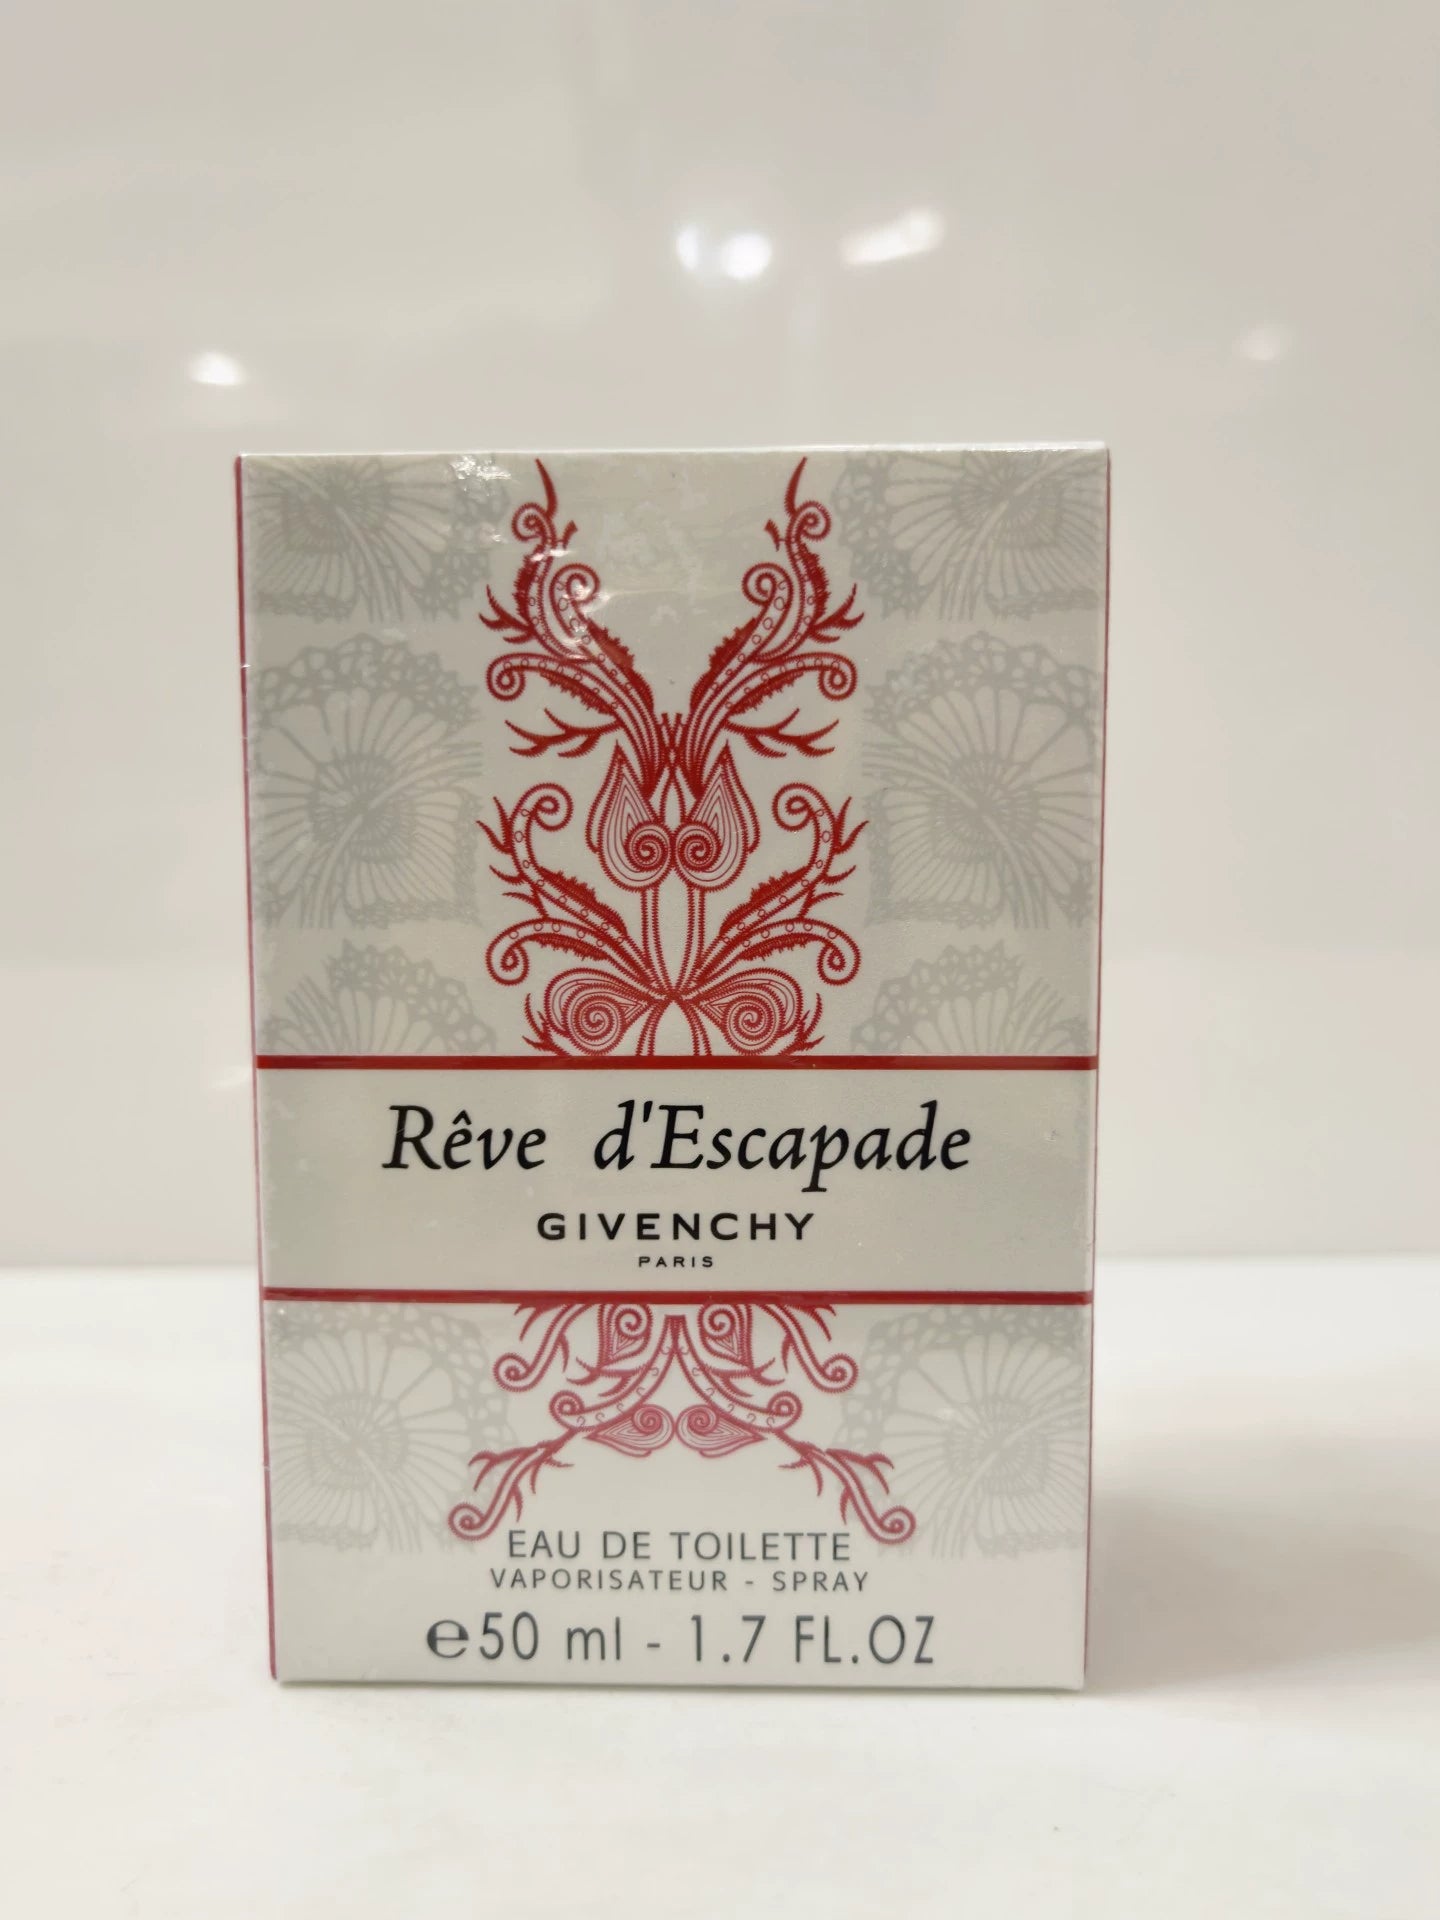 Rêve d'Escapade
GIVENCHY
PARIS
EAU DE TOILETTE
VAPORISATEUR - SPRAY
℮50 ml - 1.7 FL.OZ